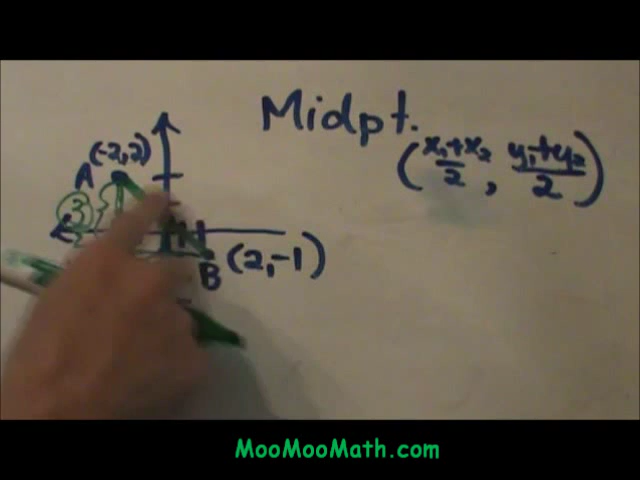 Midpt.
(x₁+x₂/2, y₁+y₂/2)
(-2,2)
A
3
B (2,-1)
MooMooMath.com